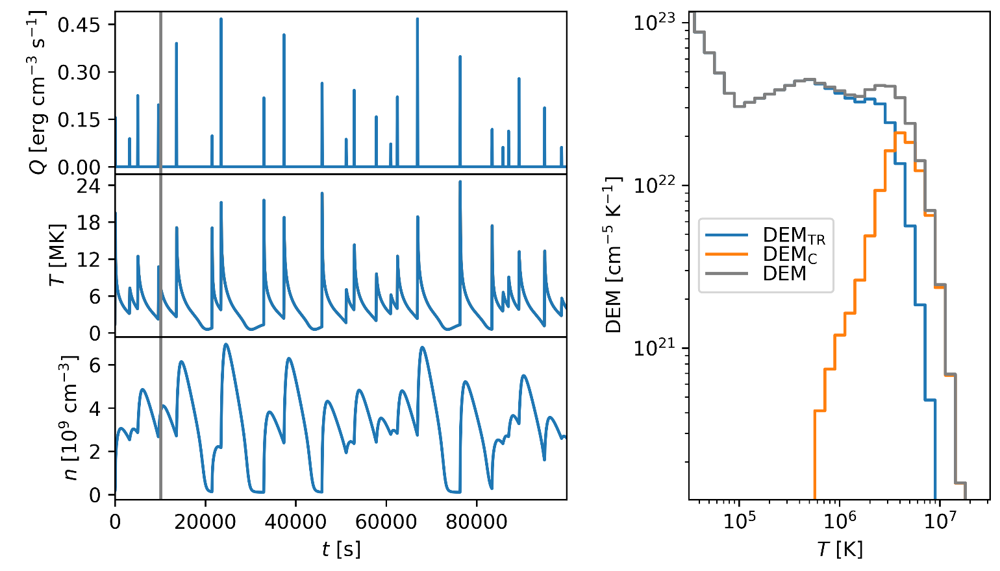 Q [erg cm⁻³ s⁻¹]
0.45
0.30
0.15
0.00
T [MK]
24
18
12
6
0
n [10⁹ cm⁻³]
6
4
2
0
0 20000 40000 60000 80000
t [s]
DEM [cm⁻⁵ K⁻¹]
10²³
10²²
10²¹
DEM_TR
DEM_C
DEM
10⁵ 10⁶ 10⁷
T [K]